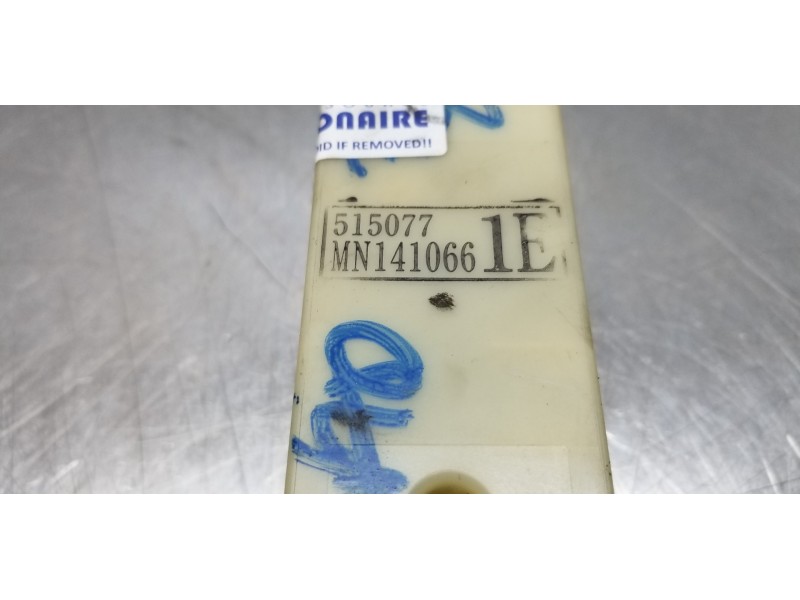 ONAIRE
ID IF REMOVED!!
515077
MN141066 1E